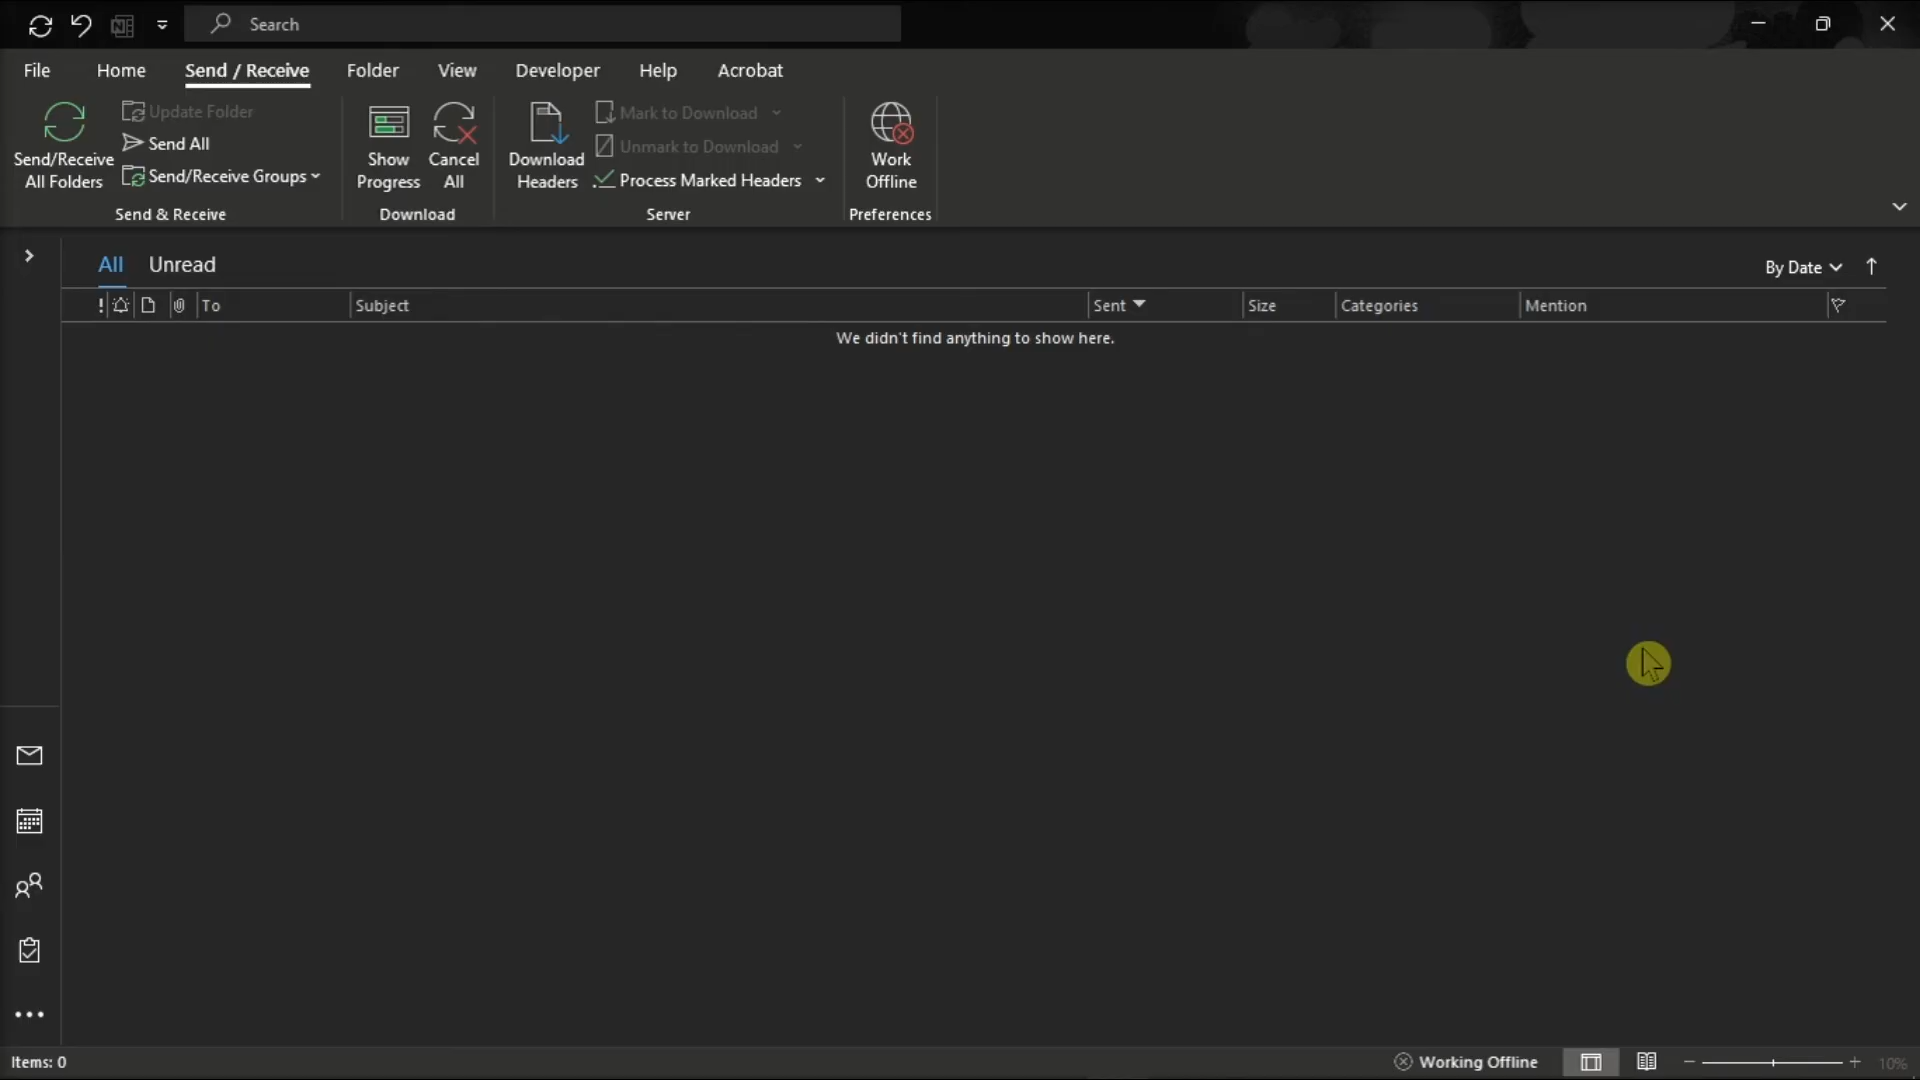 Search
File Home Send / Receive Folder View Developer Help Acrobat
Send/Receive
All Folders
Update Folder
Send All
Send/Receive Groups
Send & Receive
Show
Progress
Cancel
All
Download
Download
Headers
Mark to Download
Unmark to Download
Process Marked Headers
Server
Work
Offline
Preferences
All Unread
By Date
! To Subject Sent Size Categories Mention
We didn't find anything to show here.
Items: 0
Working Offline
10%